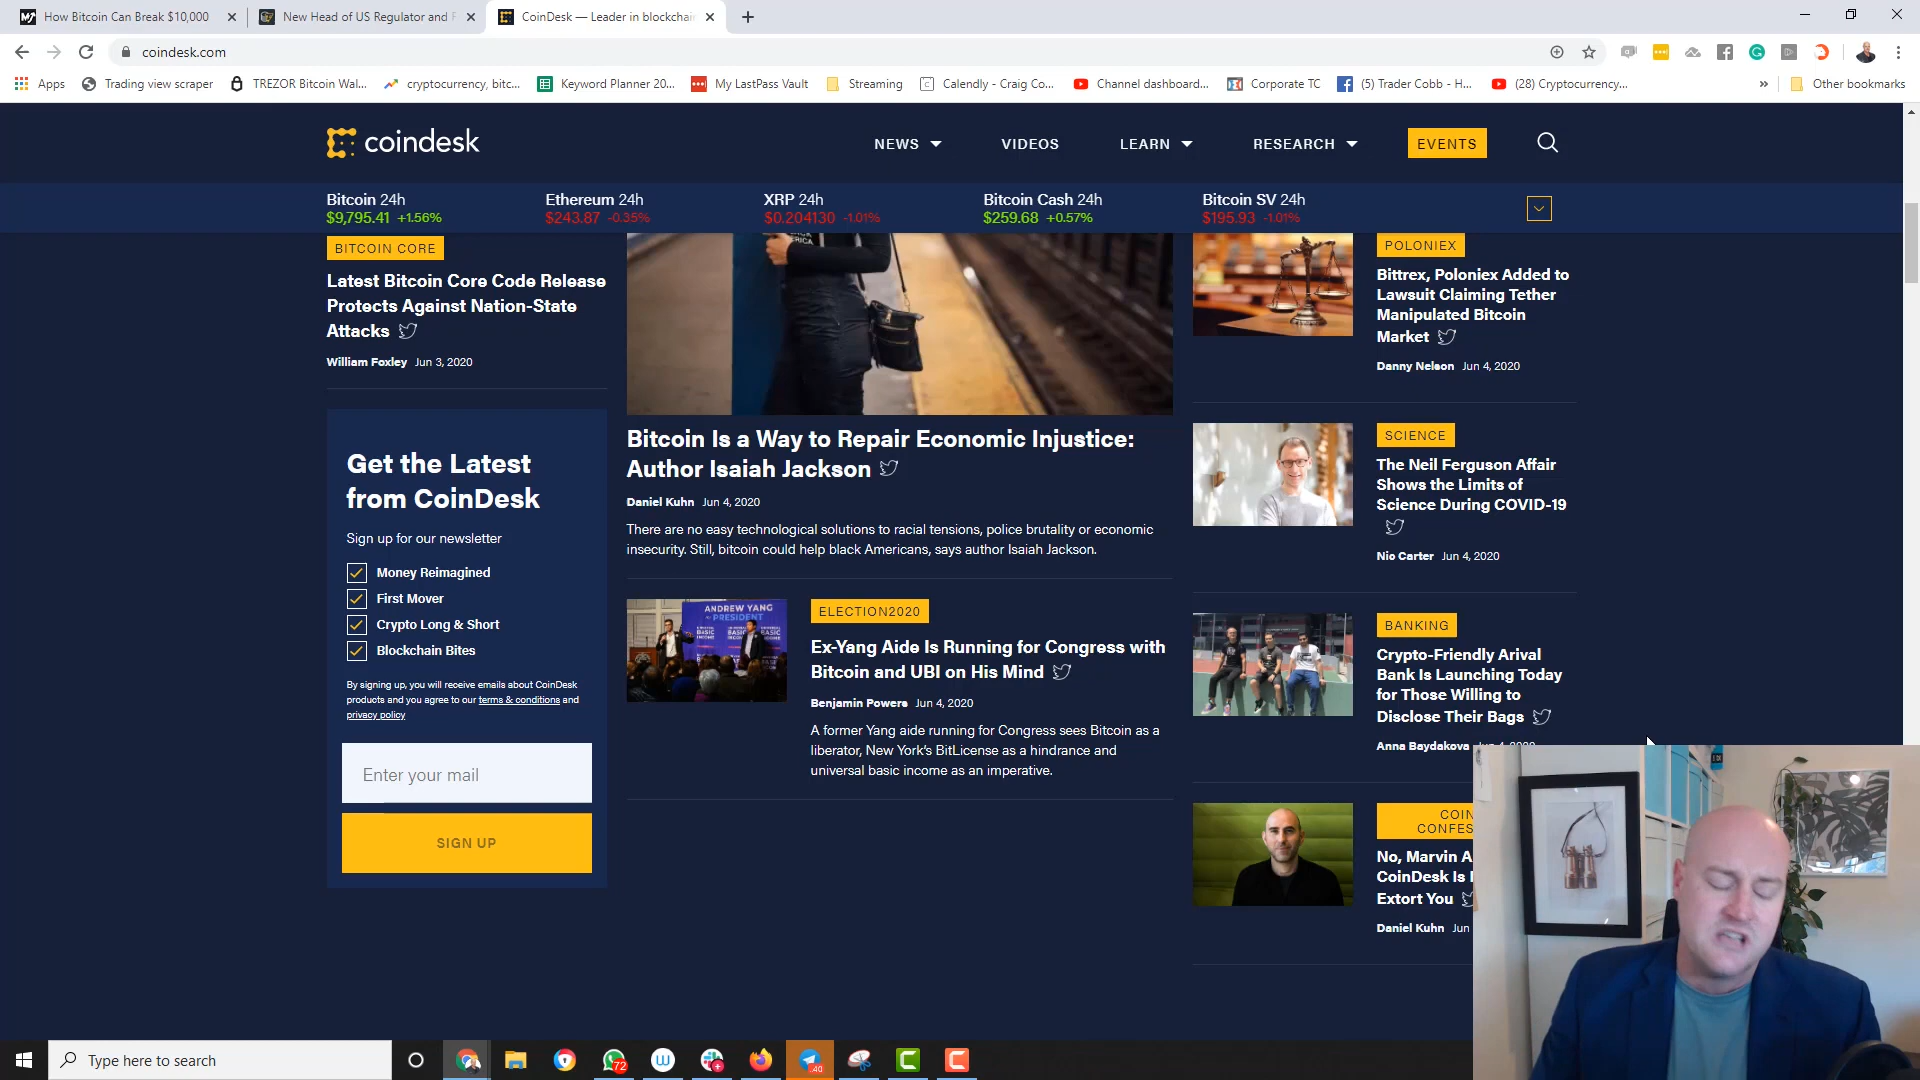 How Bitcoin Can Break $10,000
New Head of US Regulator and F
CoinDesk — Leader in blockchain
coindesk.com
Apps
Trading view scraper
TREZOR Bitcoin Wal...
cryptocurrency, bitc...
Keyword Planner 20...
My LastPass Vault
Streaming
Calendly - Craig Co...
Channel dashboard...
Corporate TC
(5) Trader Cobb - H...
(28) Cryptocurrency...
»
Other bookmarks
coindesk
NEWS
VIDEOS
LEARN
RESEARCH
EVENTS
Bitcoin 24h
$9,795.41 +1.56%
Ethereum 24h
$243.87 -0.35%
XRP 24h
$0.204130 -1.01%
Bitcoin Cash 24h
$259.68 +0.57%
Bitcoin SV 24h
$195.93 -1.01%
BITCOIN CORE
Latest Bitcoin Core Code Release
Protects Against Nation-State
Attacks
William Foxley Jun 3, 2020
Get the Latest
from CoinDesk
Sign up for our newsletter
Money Reimagined
First Mover
Crypto Long & Short
Blockchain Bites
By signing up, you will receive emails about CoinDesk
products and you agree to our terms & conditions and
privacy policy
Enter your mail
SIGN UP
Bitcoin Is a Way to Repair Economic Injustice:
Author Isaiah Jackson
Daniel Kuhn Jun 4, 2020
There are no easy technological solutions to racial tensions, police brutality or economic
insecurity. Still, bitcoin could help black Americans, says author Isaiah Jackson.
ANDREW YANG
PRESIDENT
ELECTION2020
Ex-Yang Aide Is Running for Congress with
Bitcoin and UBI on His Mind
Benjamin Powers Jun 4, 2020
A former Yang aide running for Congress sees Bitcoin as a
liberator, New York's BitLicense as a hindrance and
universal basic income as an imperative.
POLONIEX
Bittrex, Poloniex Added to
Lawsuit Claiming Tether
Manipulated Bitcoin
Market
Danny Nelson Jun 4, 2020
SCIENCE
The Neil Ferguson Affair
Shows the Limits of
Science During COVID-19
Nic Carter Jun 4, 2020
BANKING
Crypto-Friendly Arival
Bank Is Launching Today
for Those Willing to
Disclose Their Bags
Anna Baydakova Jun 4, 2020
COIN
CONFES
No, Marvin A
CoinDesk Is
Extort You
Daniel Kuhn Jun
Type here to search
72
40